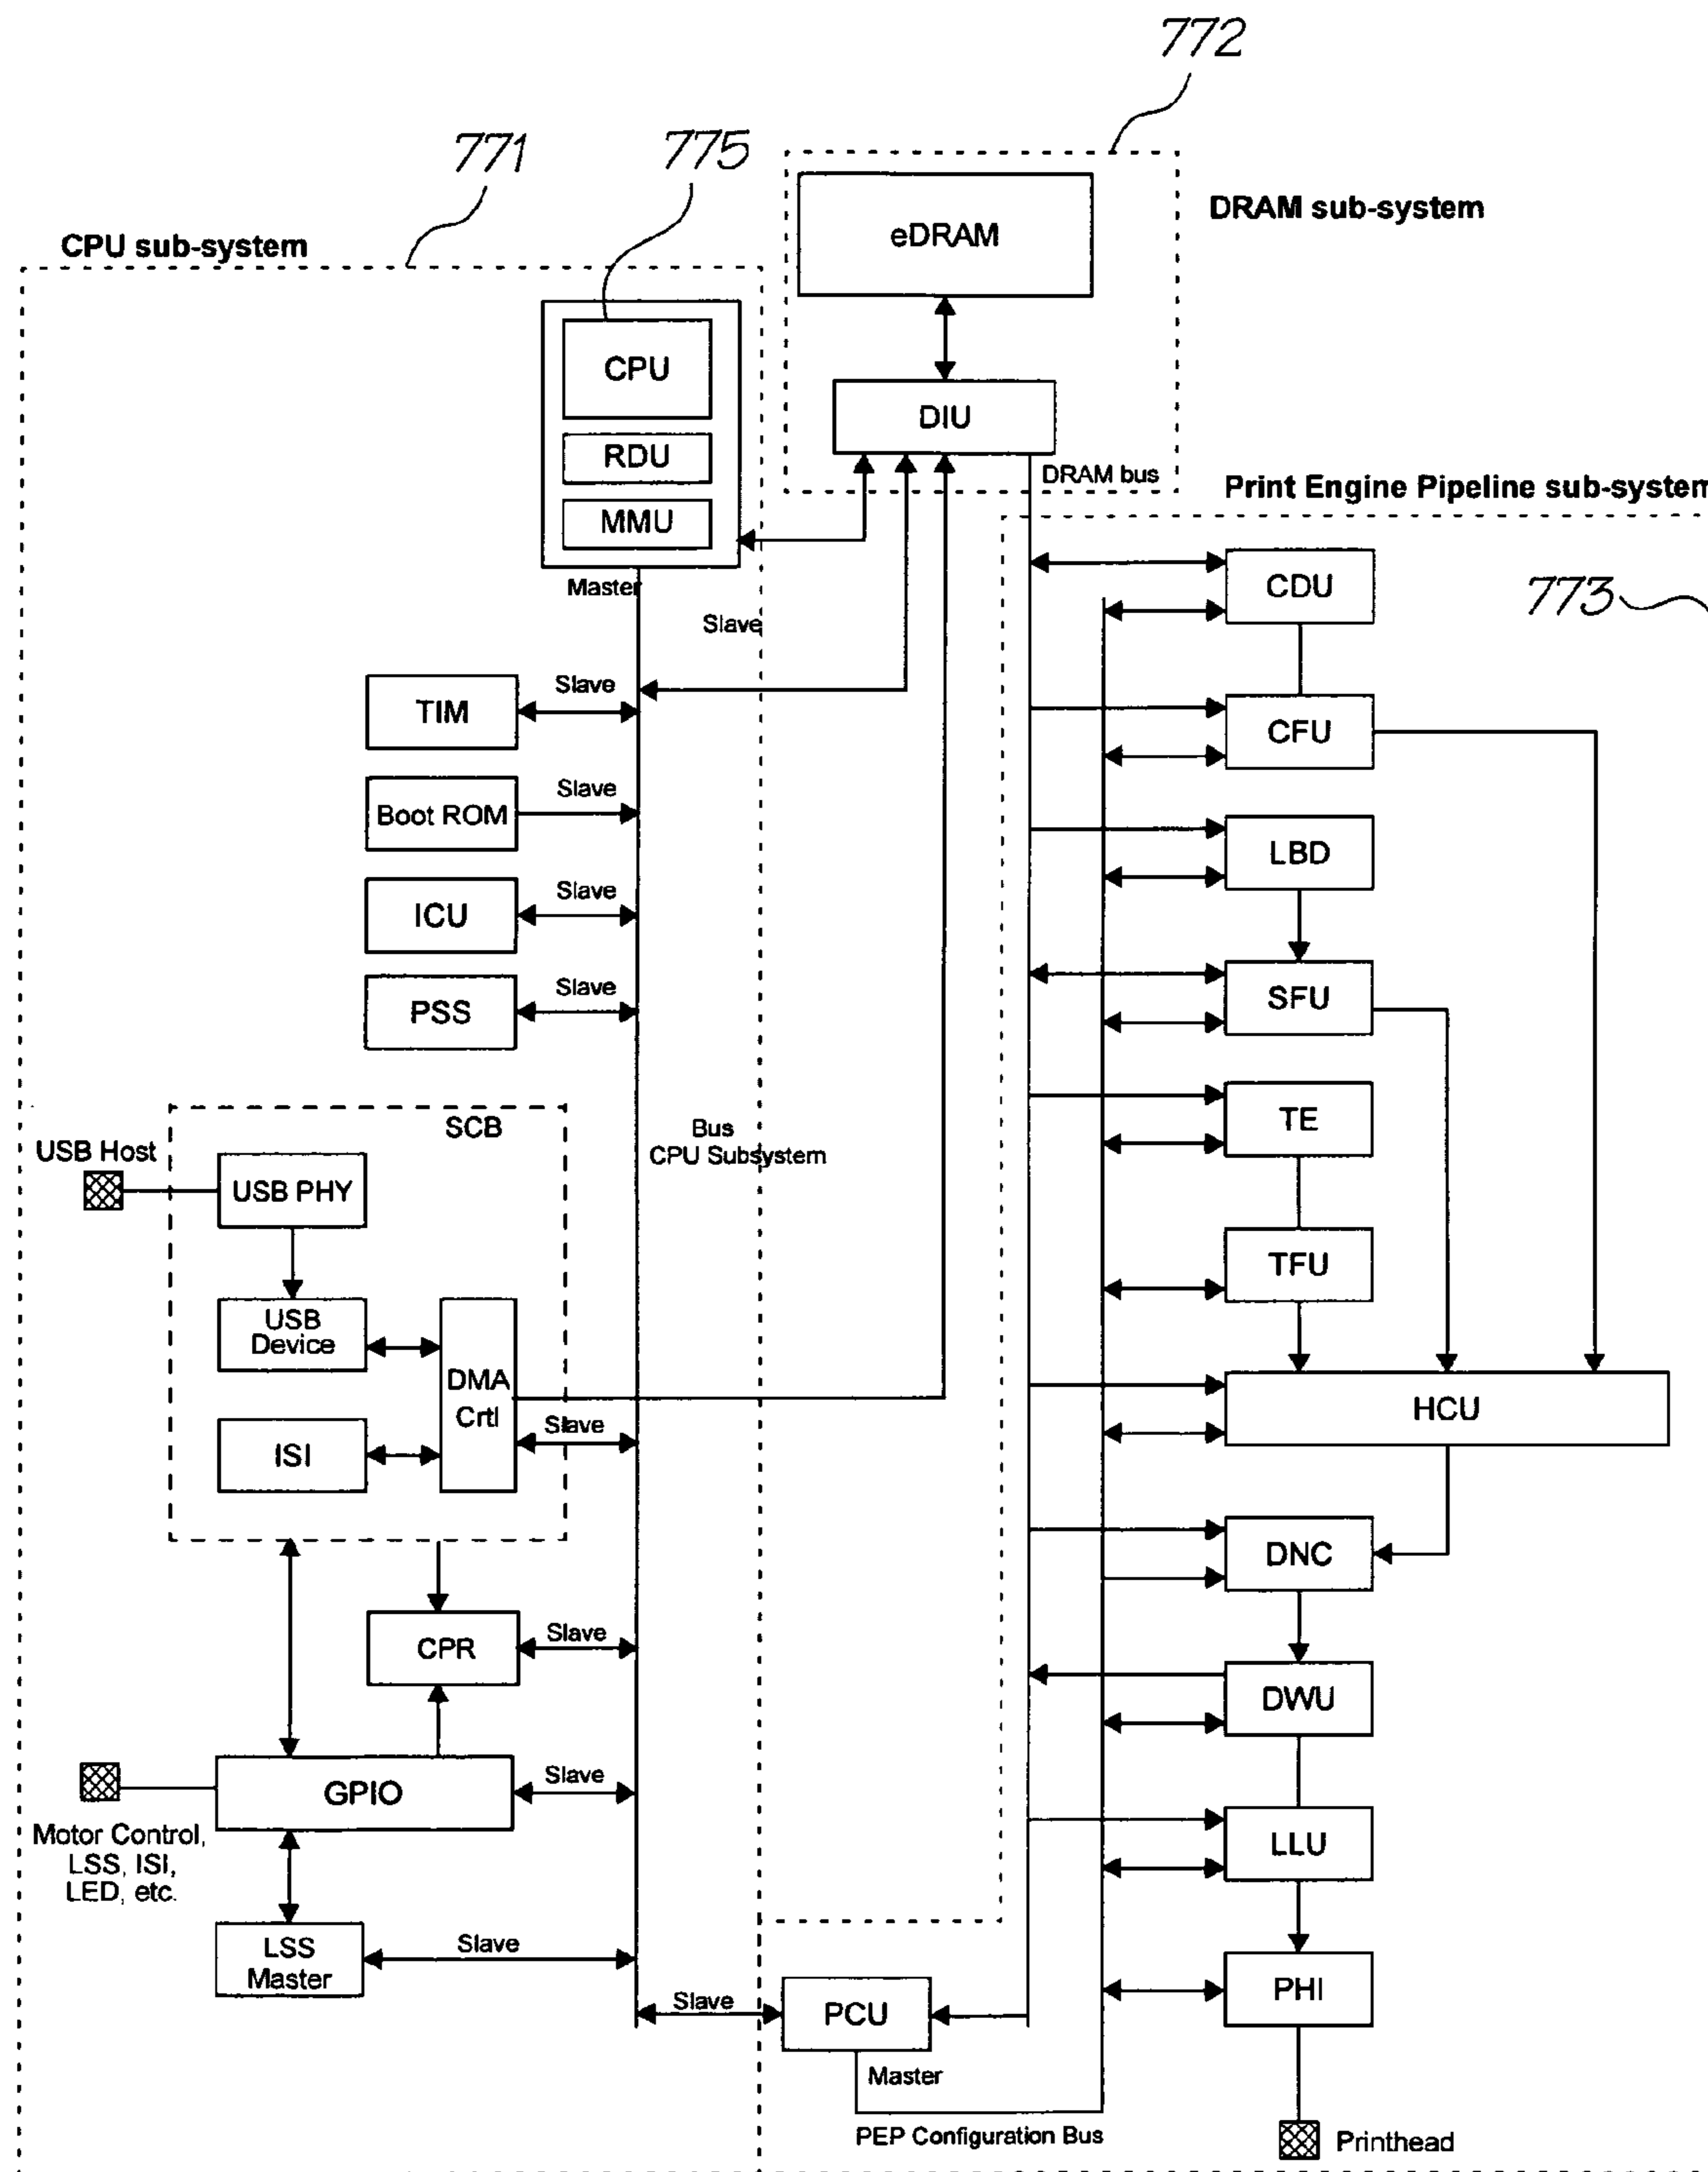 772
771
775
DRAM sub-system
CPU sub-system
eDRAM
CPU
DIU
RDU
DRAM bus
MMU
Print Engine Pipeline sub-system
Master
Slave
CDU
773
TIM
Slave
CFU
Boot ROM
Slave
LBD
ICU
Slave
PSS
Slave
SFU
SCB
TE
USB Host
Bus
CPU Subsystem
USB PHY
TFU
USB
Device
DMA
Crtl
Slave
HCU
ISI
DNC
CPR
Slave
DWU
GPIO
Slave
Motor Control,
LSS, ISI,
LED, etc.
LLU
LSS
Master
Slave
PHI
Slave
PCU
Master
PEP Configuration Bus
Printhead